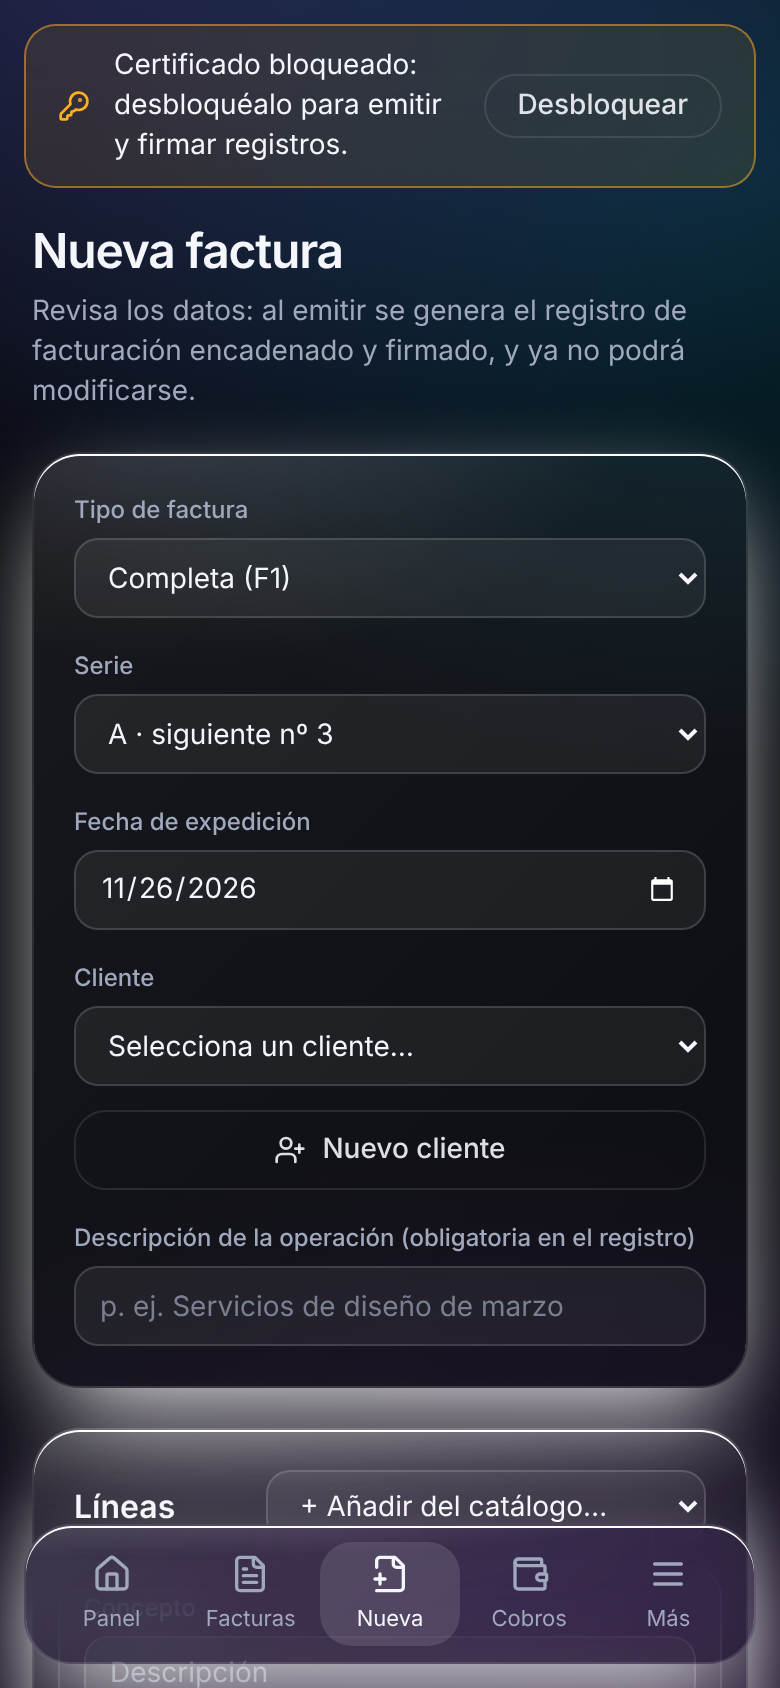 Certificado bloqueado:
desbloquéalo para emitir
y firmar registros.
Desbloquear
Nueva factura
Revisa los datos: al emitir se genera el registro de
facturación encadenado y firmado, y ya no podrá
modificarse.
Tipo de factura
Completa (F1)
Serie
A · siguiente nº 3
Fecha de expedición
11/26/2026
Cliente
Selecciona un cliente...
Nuevo cliente
Descripción de la operación (obligatoria en el registro)
p. ej. Servicios de diseño de marzo
Líneas
+ Añadir del catálogo...
Concepto
Panel
Facturas
Nueva
Cobros
Más
Descripción